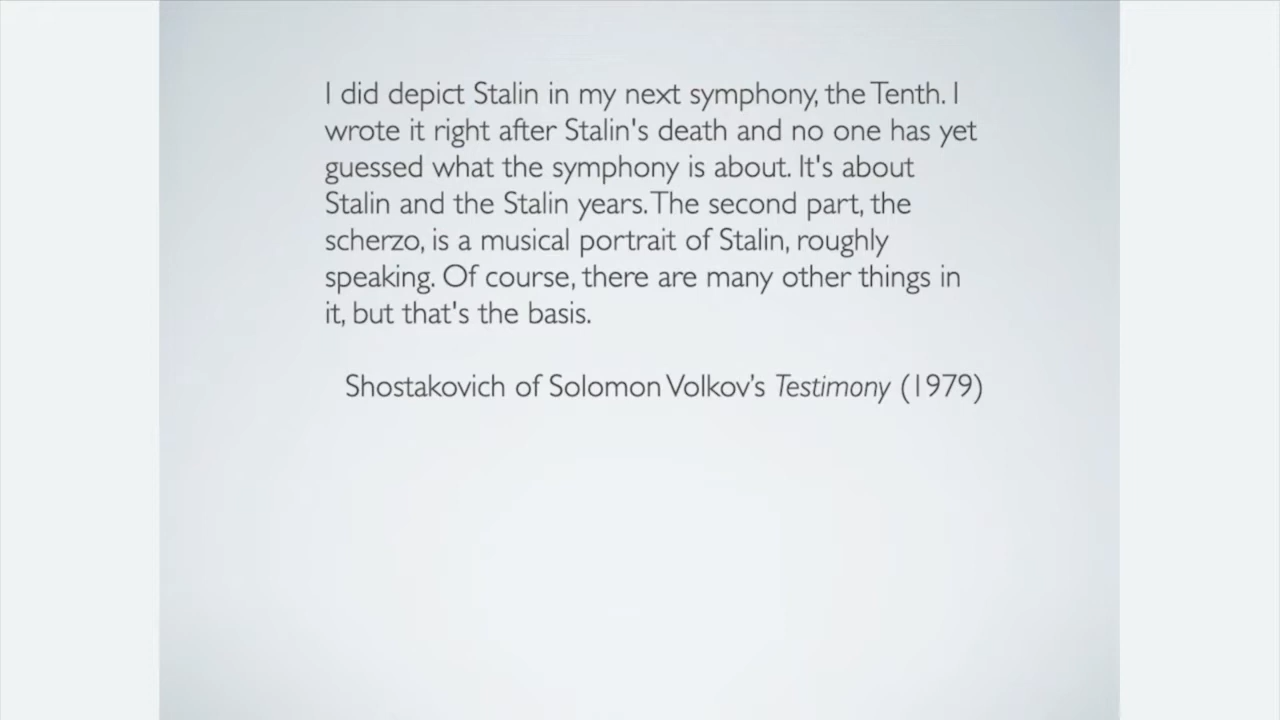 I did depict Stalin in my next symphony, the Tenth. I
wrote it right after Stalin's death and no one has yet
guessed what the symphony is about. It's about
Stalin and the Stalin years. The second part, the
scherzo, is a musical portrait of Stalin, roughly
speaking. Of course, there are many other things in
it, but that's the basis.
Shostakovich of Solomon Volkov’s Testimony (1979)